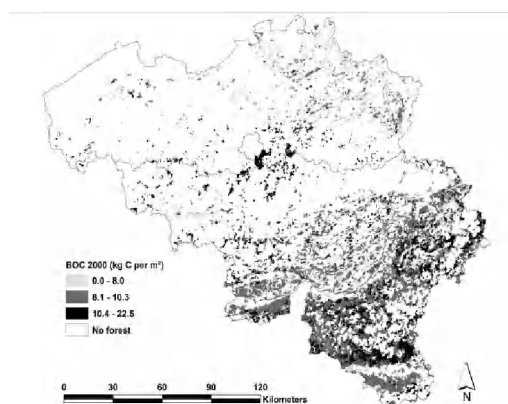 BOC 2000 (kg C per m²)
0.0 - 8.0
8.1 - 10.3
10.4 - 22.5
No forest
0 30 60 90 120
Kilometers
N